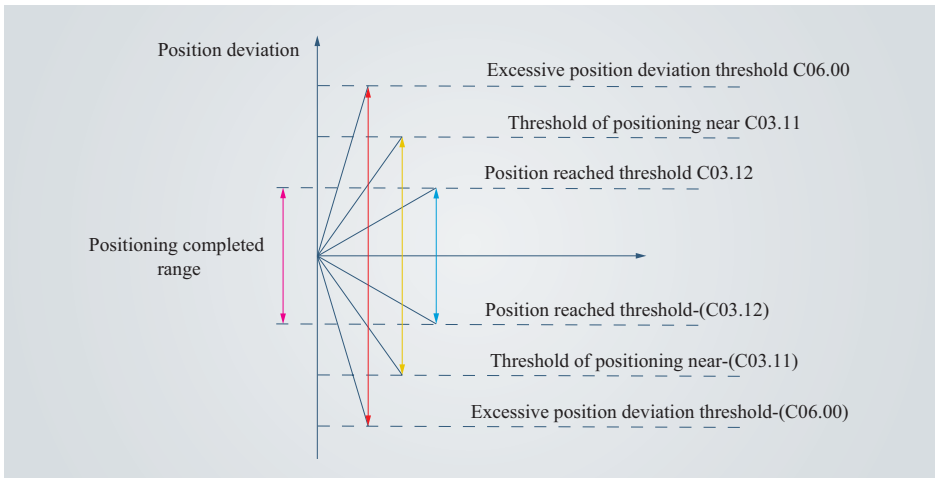 Position deviation
Excessive position deviation threshold C06.00
Threshold of positioning near C03.11
Position reached threshold C03.12
Positioning completed
range
Position reached threshold-(C03.12)
Threshold of positioning near-(C03.11)
Excessive position deviation threshold-(C06.00)